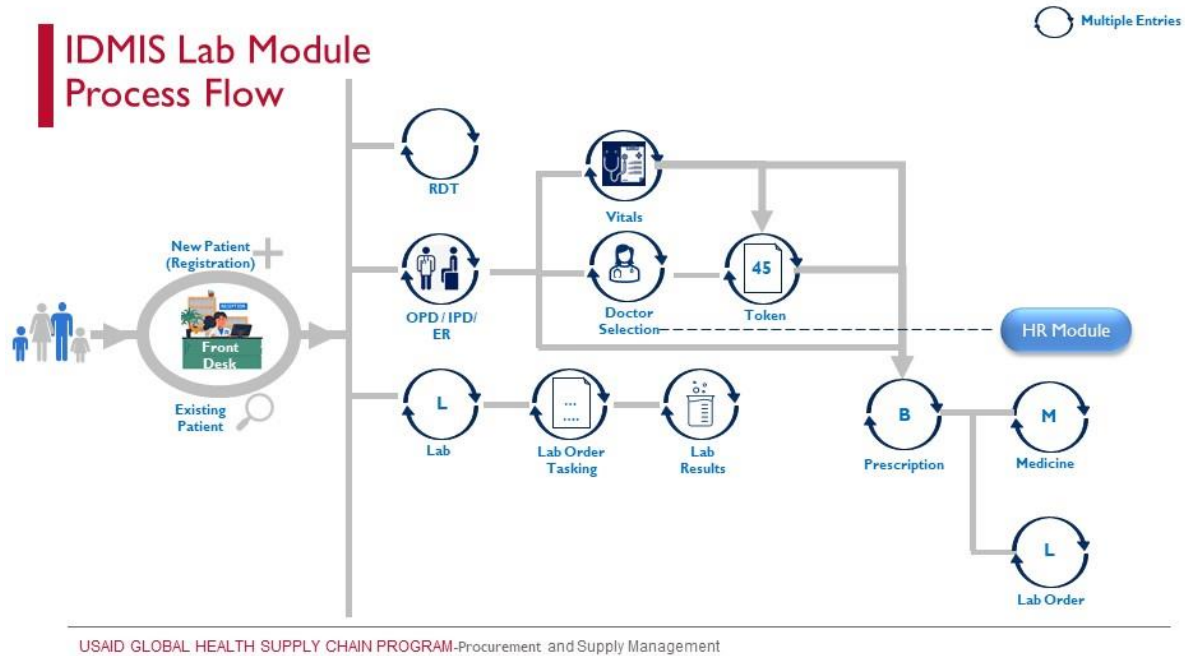 Multiple Entries
IDMIS Lab Module
Process Flow
RDT
Vitals
New Patient
(Registration)
RECEPTION
Front
Desk
Existing
Patient
OPD / IPD/
ER
Doctor
Selection
45
Token
HR Module
L
Lab
...
....
Lab Order
Tasking
Lab
Results
B
Prescription
M
Medicine
L
Lab Order
USAID GLOBAL HEALTH SUPPLY CHAIN PROGRAM-Procurement and Supply Management